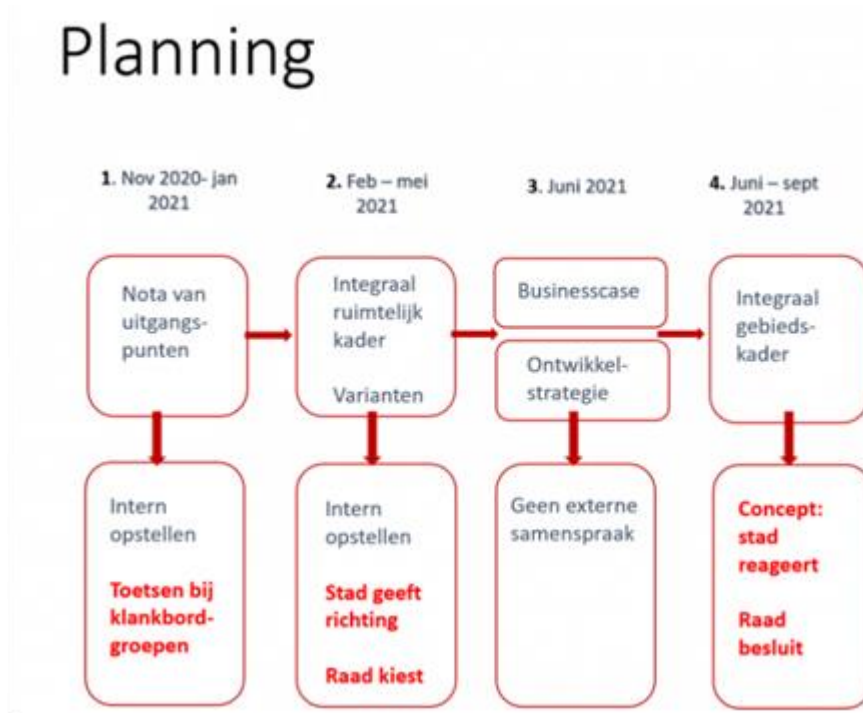 Planning
1. Nov 2020- jan
2021
2. Feb – mei
2021
3. Juni 2021
4. Juni – sept
2021
Nota van
uitgangs-
punten
Integraal
ruimtelijk
kader
Varianten
Businesscase
Ontwikkel-
strategie
Integraal
gebieds-
kader
Intern
opstellen
Toetsen bij
klankbord-
groepen
Intern
opstellen
Stad geeft
richting
Raad kiest
Geen externe
samenspraak
Concept:
stad
reageert
Raad
besluit